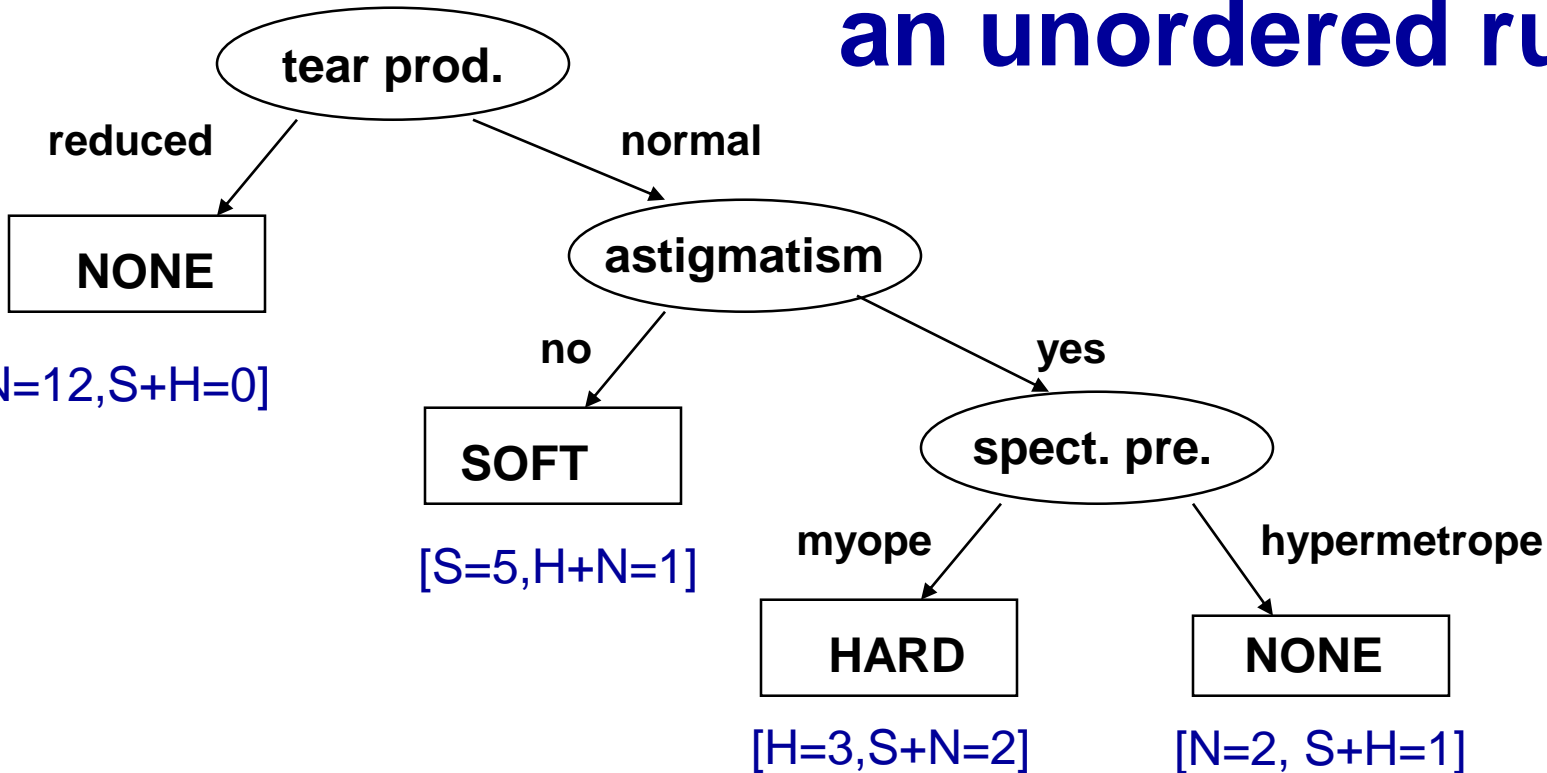 an unordered
tear prod.
reduced
normal
NONE
astigmatism
N=12,S+H=0]
no
yes
SOFT
spect. pre.
[S=5,H+N=1]
myope
hypermetrope
HARD
NONE
[H=3,S+N=2]
[N=2, S+H=1]